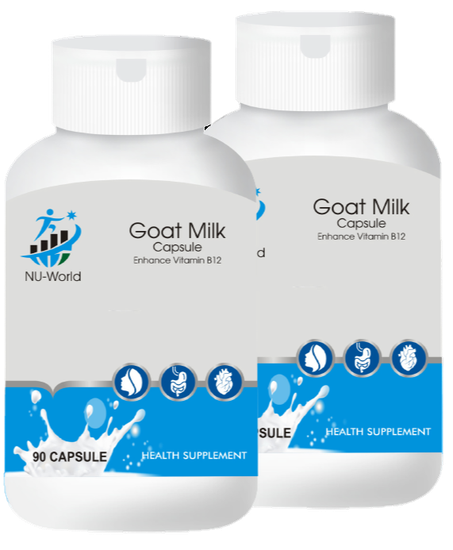 Goat Milk
Capsule
Enhance Vitamin B12
NU-World
90 CAPSULE
HEALTH SUPPLEMENT
Goat Milk
Capsule
Enhance Vitamin B12
d
PSULE
HEALTH SUPPLEMENT